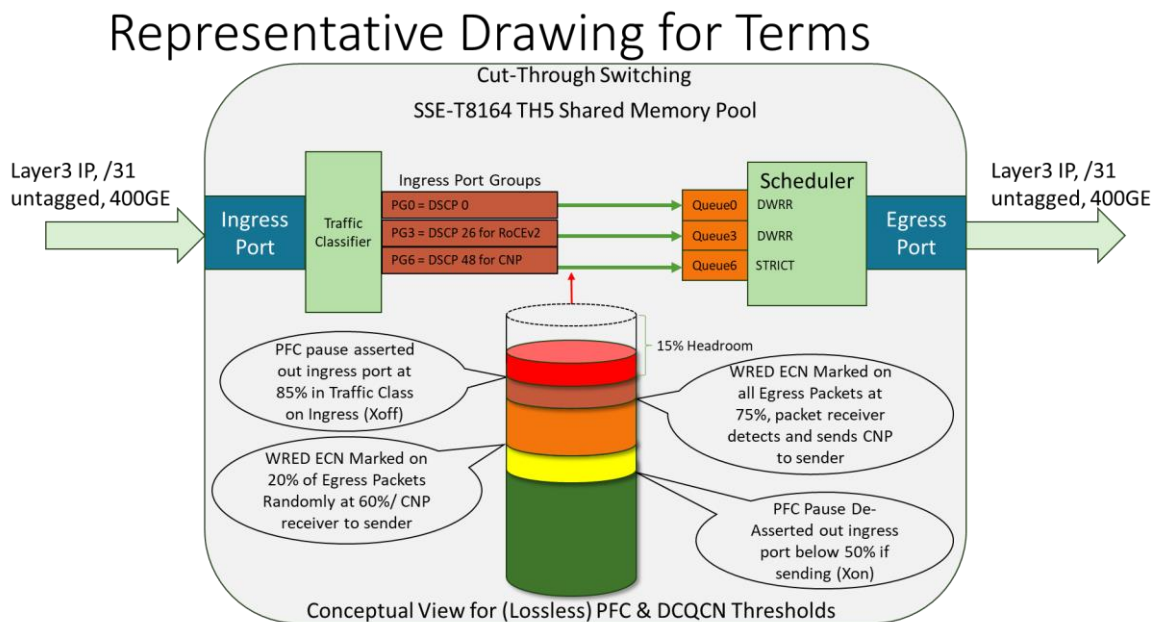 Representative Drawing for Terms
Cut-Through Switching
SSE-T8164 TH5 Shared Memory Pool
Layer3 IP, /31
untagged, 400GE
Ingress
Port
Traffic
Classifier
Ingress Port Groups
PG0 = DSCP 0
PG3 = DSCP 26 for RoCEv2
PG6 = DSCP 48 for CNP
Queue0
Queue3
Queue6
Scheduler
DWRR
DWRR
STRICT
Egress
Port
Layer3 IP, /31
untagged, 400GE
15% Headroom
PFC pause asserted
out ingress port at
85% in Traffic Class
on Ingress (Xoff)
WRED ECN Marked on
all Egress Packets at
75%, packet receiver
detects and sends CNP
to sender
WRED ECN Marked on
20% of Egress Packets
Randomly at 60%/ CNP
receiver to sender
PFC Pause De-
Asserted out ingress
port below 50% if
sending (Xon)
Conceptual View for (Lossless) PFC & DCQCN Thresholds